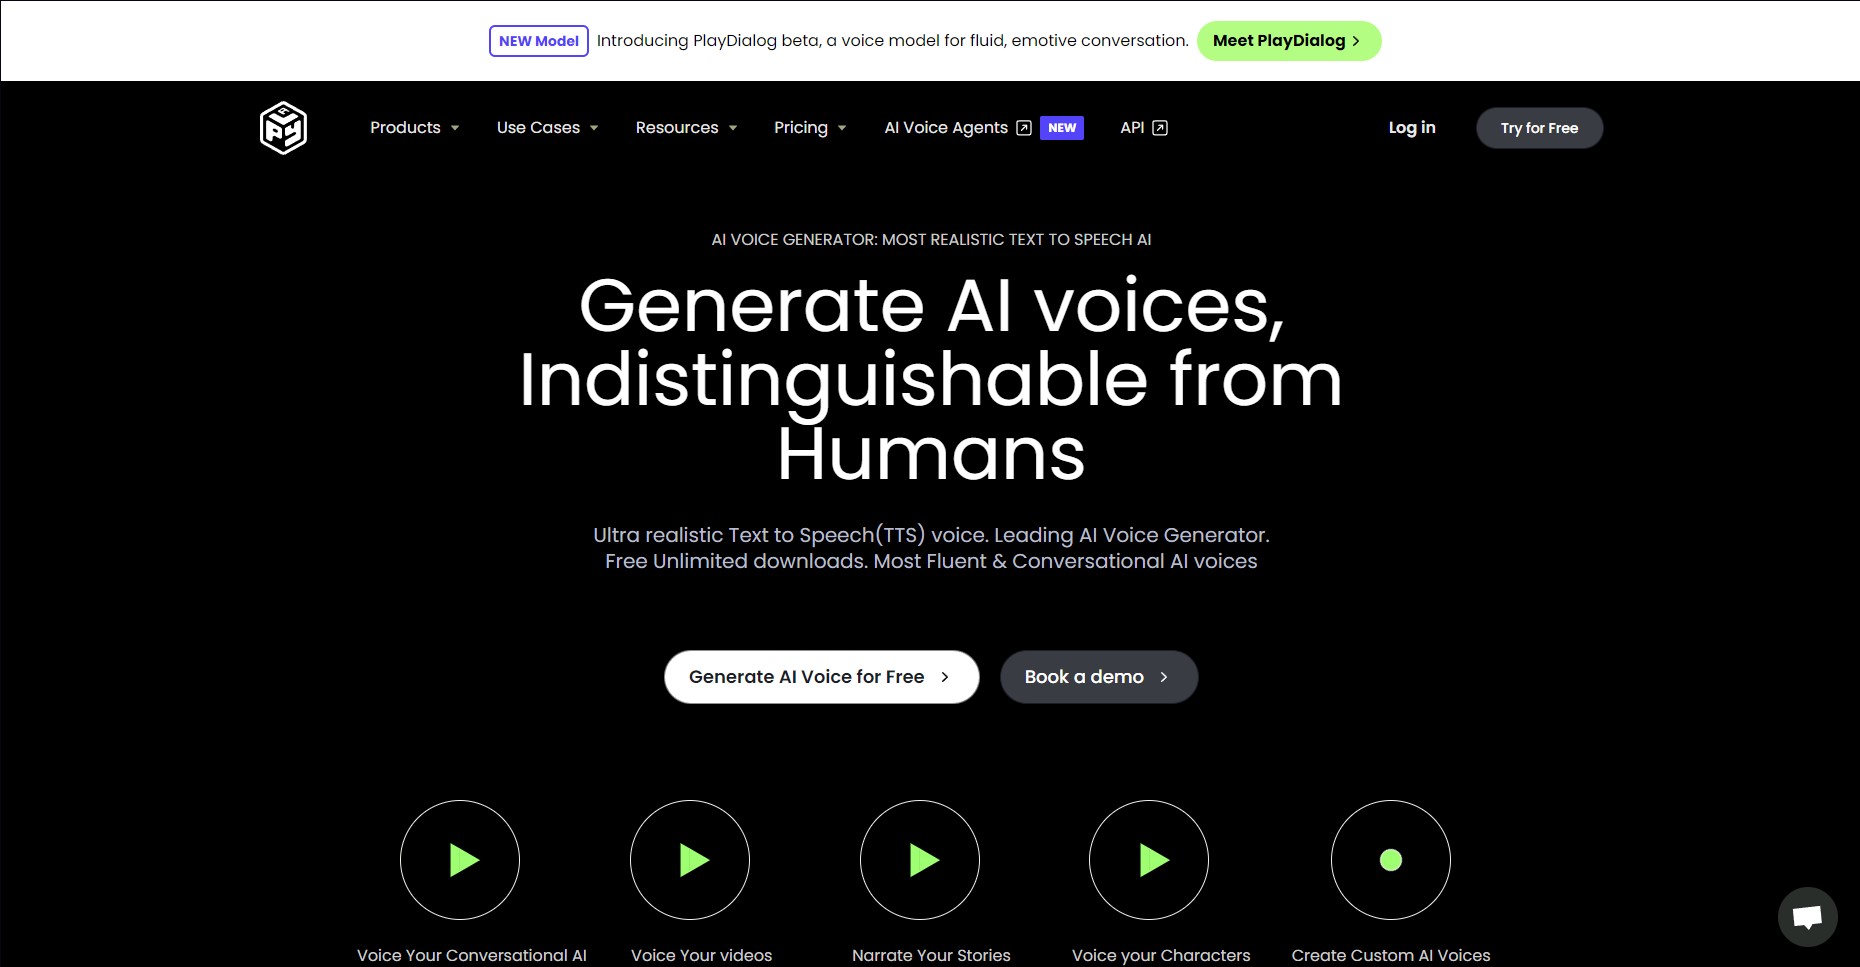 NEW Model Introducing PlayDialog beta, a voice model for fluid, emotive conversation. Meet PlayDialog
PLAY Products Use Cases Resources Pricing AI Voice Agents NEW API Log in Try for Free
AI VOICE GENERATOR: MOST REALISTIC TEXT TO SPEECH AI
Generate AI voices,
Indistinguishable from
Humans
Ultra realistic Text to Speech(TTS) voice. Leading AI Voice Generator.
Free Unlimited downloads. Most Fluent & Conversational AI voices
Generate AI Voice for Free Book a demo
Voice Your Conversational AI Voice Your videos Narrate Your Stories Voice your Characters Create Custom AI Voices